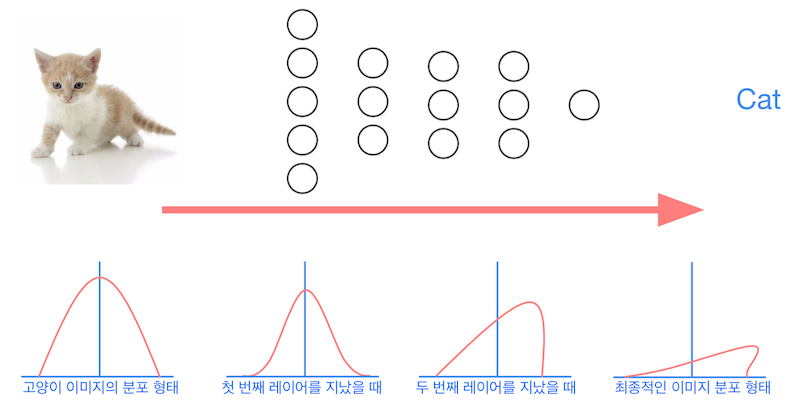 Cat
고양이 이미지의 분포 형태
첫 번째 레이어를 지났을 때
두 번째 레이어를 지났을 때
최종적인 이미지 분포 형태